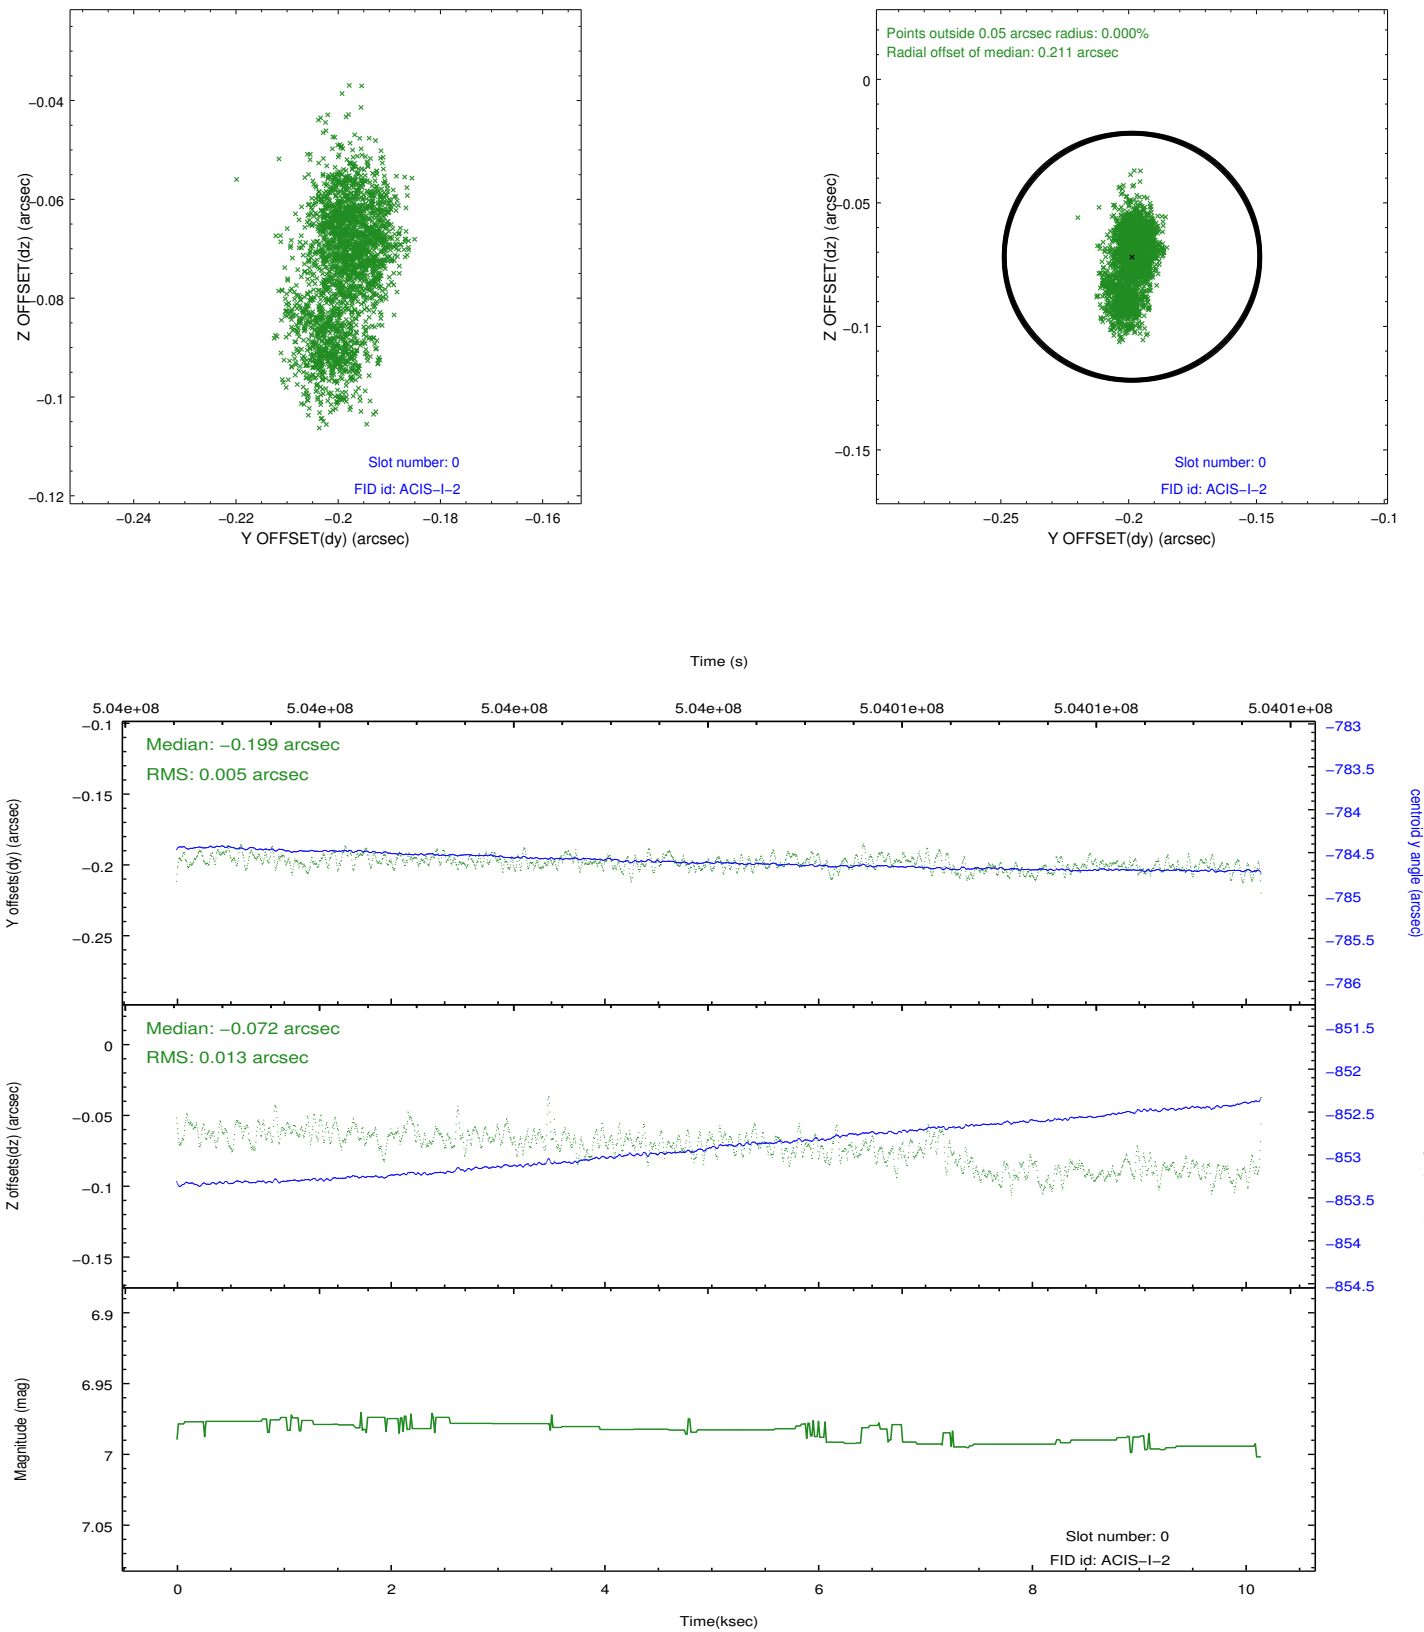 −0.04
−0.06
−0.08
−0.1
−0.12
Z OFFSET(dz) (arcsec)
Slot number: 0
FID id: ACIS−I−2
−0.24
−0.22
−0.2
−0.18
−0.16
Y OFFSET(dy) (arcsec)
Points outside 0.05 arcsec radius: 0.000%
Radial offset of median: 0.211 arcsec
0
−0.05
−0.1
−0.15
Z OFFSET(dz) (arcsec)
Slot number: 0
FID id: ACIS−I−2
−0.25
−0.2
−0.15
−0.1
Y OFFSET(dy) (arcsec)
Time (s)
5.04e+08
5.04e+08
5.04e+08
5.04e+08
5.0401e+08
5.0401e+08
5.0401e+08
Median: −0.199 arcsec
RMS: 0.005 arcsec
−0.1
−0.15
−0.2
−0.25
Y offsets(dy) (arcsec)
−783
−783.5
−784
−784.5
−785
−785.5
−786
centroid y angle (arcsec)
Median: −0.072 arcsec
RMS: 0.013 arcsec
0
−0.05
−0.1
−0.15
Z offsets(dz) (arcsec)
−851.5
−852
−852.5
−853
−853.5
−854
−854.5
6.9
6.95
7
7.05
Magnitude (mag)
Slot number: 0
FID id: ACIS−I−2
0
2
4
6
8
10
Time(ksec)